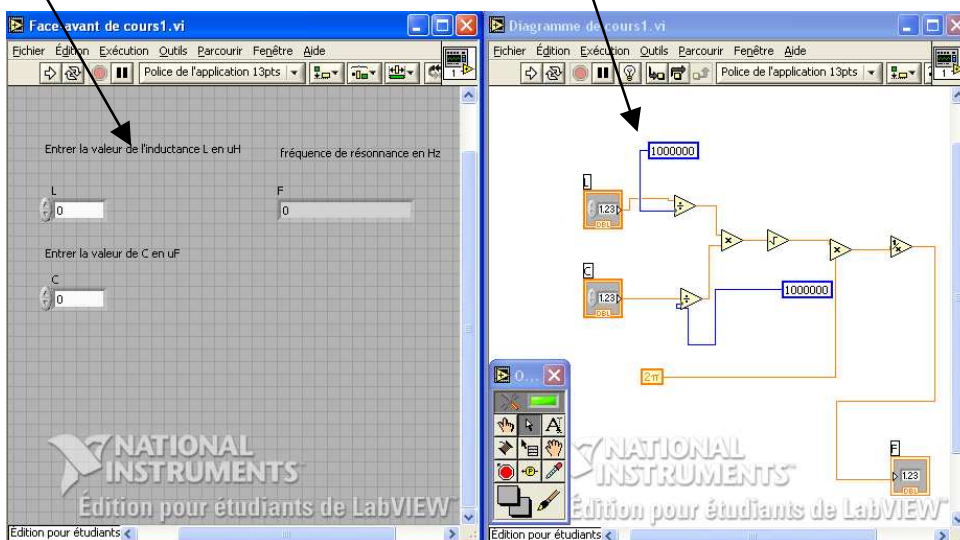 Face-avant de cours1.vi
Fichier Édition Exécution Outils Parcourir Fenêtre Aide
Police de l'application 13pts
1
Entrer la valeur de l'inductance L en uH
fréquence de résonnance en Hz
L
0
F
0
Entrer la valeur de C en uF
C
0
NATIONAL
INSTRUMENTS
Édition pour étudiants de LabVIEW
Édition pour étudiants
Diagramme de cours1.vi
Fichier Édition Exécution Outils Parcourir Fenêtre Aide
Police de l'application 13pts
1
1000000
L
1.23
DBL
C
1.23
DBL
1000000
2π
F
1.23
DBL
O...
A
P
NATIONAL
INSTRUMENTS
Édition pour étudiants de LabVIEW
Édition pour étudiants